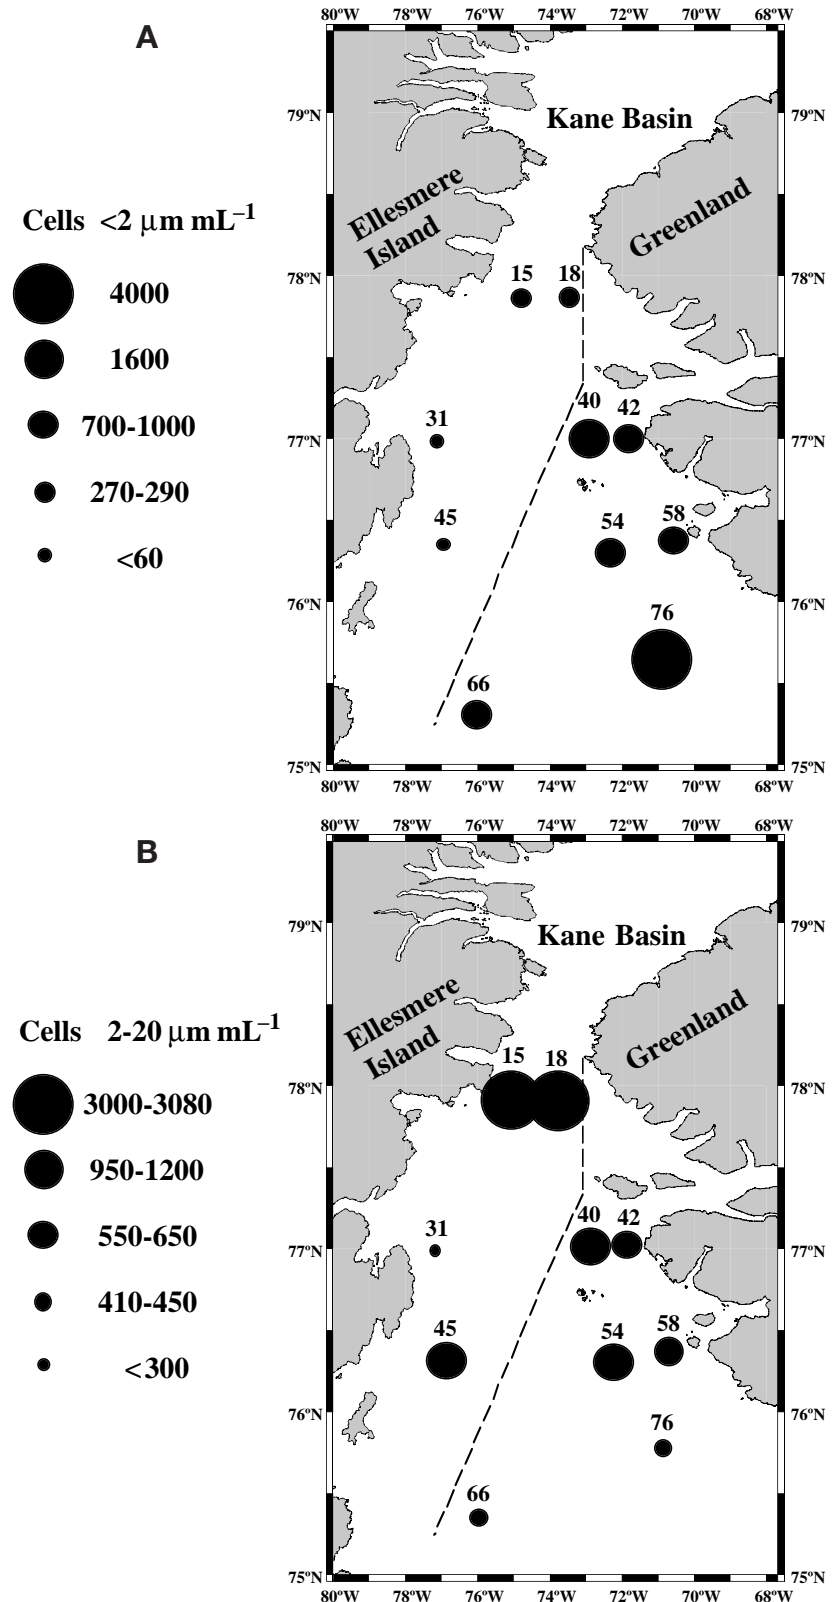 A
80ºW 78ºW 76ºW 74ºW 72ºW 70ºW 68ºW
79ºN 79ºN
Kane Basin
Ellesmere
Island
Greenland
Cells <2 μm mL⁻¹
4000
1600
700-1000
270-290
<60
78ºN 78ºN
15 18
31 40 42
77ºN 77ºN
45 54 58
76ºN 76ºN
76
66
75ºN 75ºN
80ºW 78ºW 76ºW 74ºW 72ºW 70ºW 68ºW
B
80ºW 78ºW 76ºW 74ºW 72ºW 70ºW 68ºW
79ºN 79ºN
Kane Basin
Ellesmere
Island
Greenland
Cells 2-20 μm mL⁻¹
3000-3080
950-1200
550-650
410-450
<300
15 18
78ºN 78ºN
31 40 42
77ºN 77ºN
45 54 58
76ºN 76ºN
76
66
75ºN 75ºN
80ºW 78ºW 76ºW 74ºW 72ºW 70ºW 68ºW